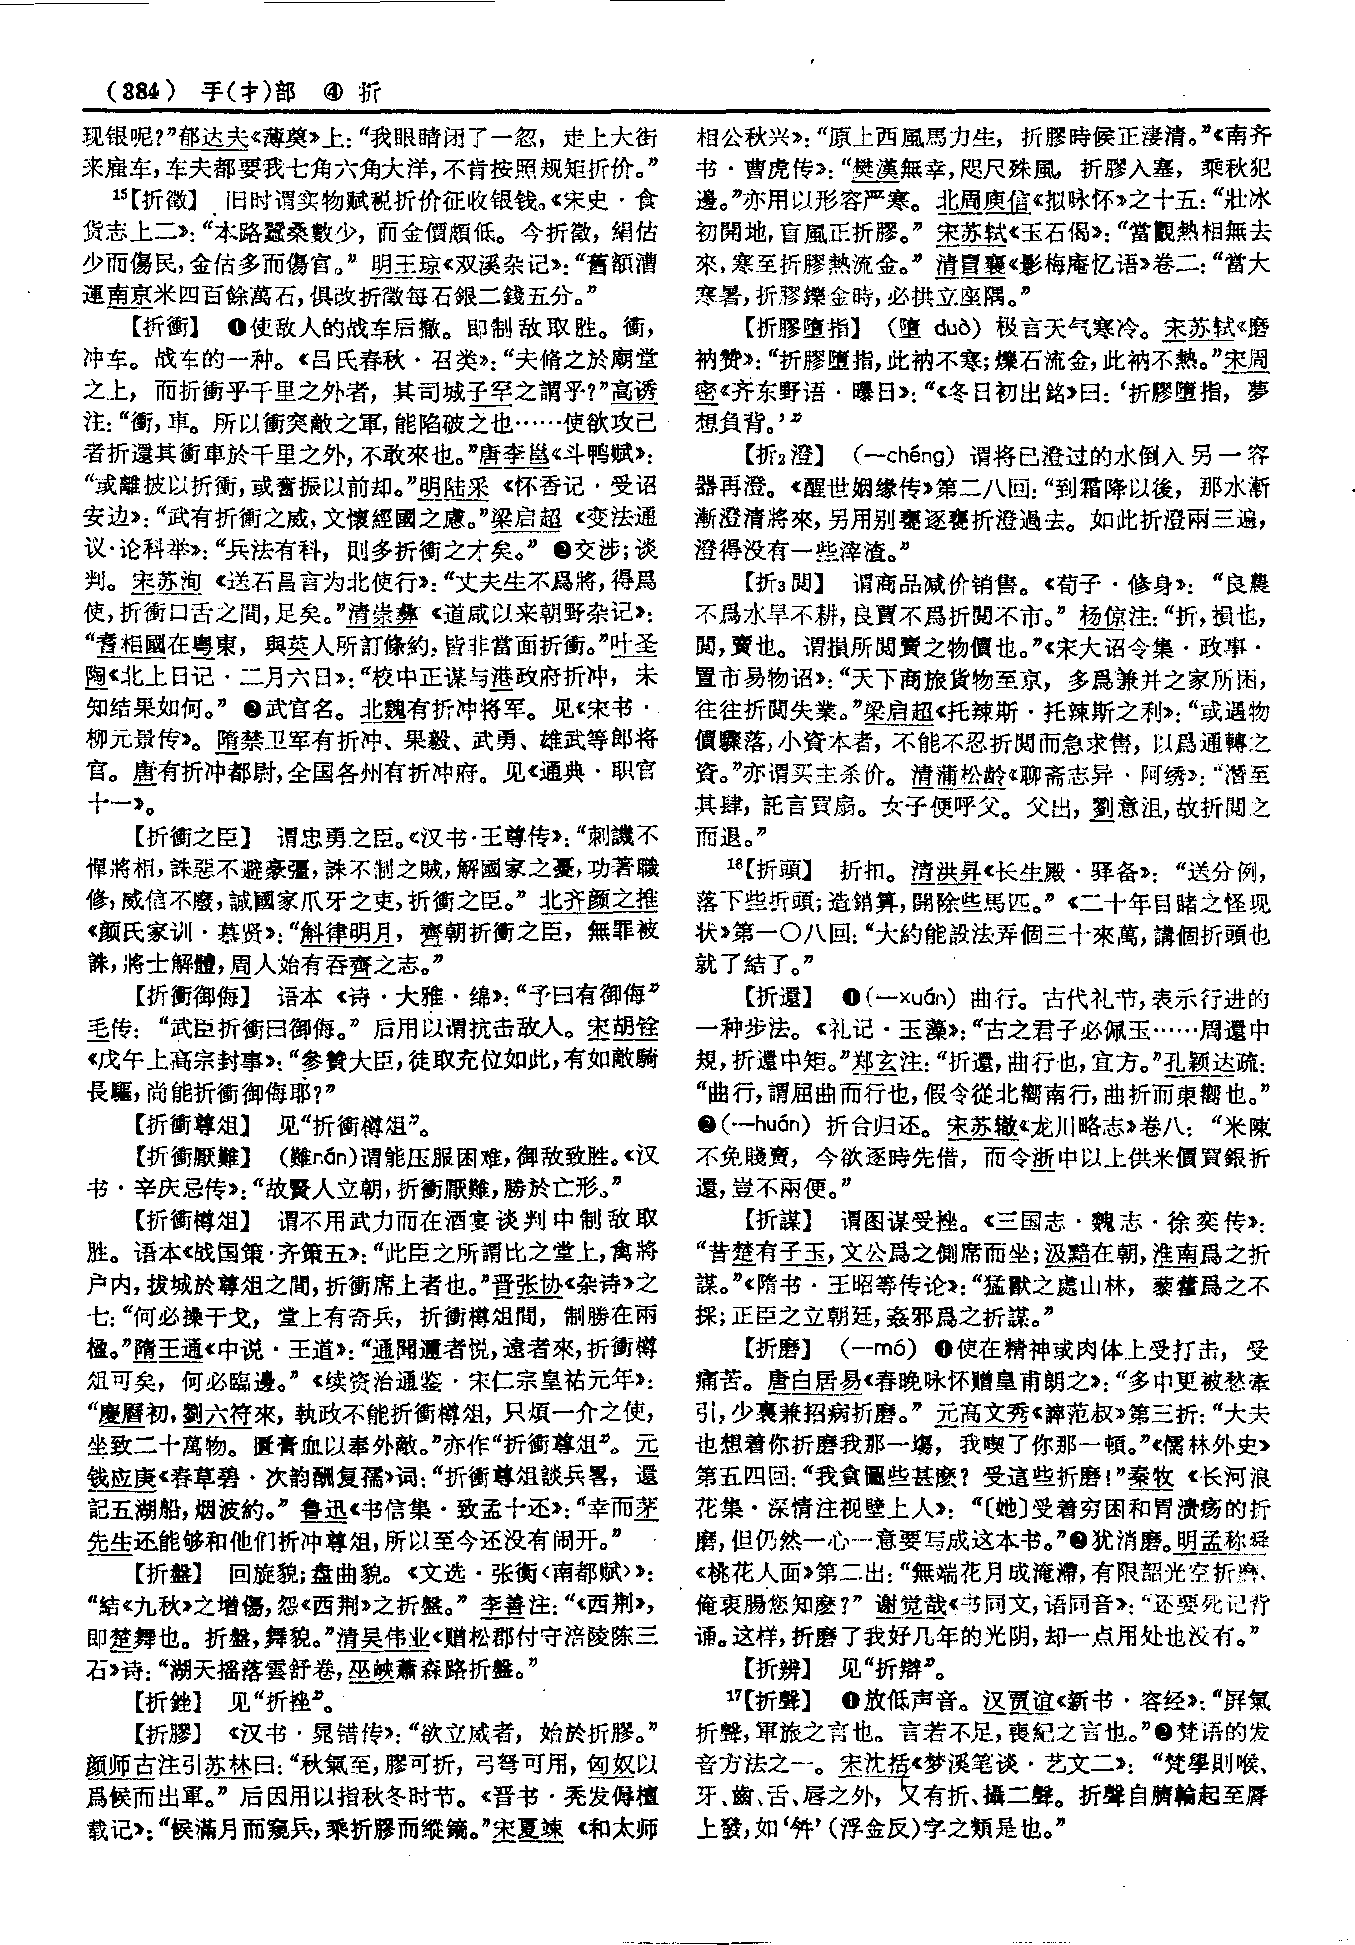 (384) 手(扌)部 ④ 折
现银呢?”郁达夫《薄奠》上:“我眼睛闭了一忽,走上大街
来雇车,车夫都要我七角六角大洋,不肯按照规矩折价。”
15【折徵】 旧时谓实物赋税折价征收银钱。《宋史·食
货志上二》:“本路蠶桑數少,而金價頗低。今折徵,絹估
少而傷民,金估多而傷官。” 明王琼《双溪杂记》:“舊額漕
運南京米四百餘萬石,俱改折徵每石銀二錢五分。”
【折衝】 ❶使敌人的战车后撤。即制敌取胜。衝,
冲车。战车的一种。《吕氏春秋·召类》:“夫脩之於廟堂
之上,而折衝乎千里之外者,其司城子罕之謂乎?”高诱
注:“衝,車。所以衝突敵之軍,能陷破之也……使欲攻己
者折還其衝車於千里之外,不敢來也。”唐李邕《斗鸭赋》:
“或離披以折衝,或奮振以前却。”明陆采《怀香记·受诏
安边》:“武有折衝之威,文懷經國之慮。”梁启超《变法通
议·论科举》:“兵法有科,則多折衝之才矣。” ❷交涉;谈
判。宋苏洵《送石昌言为北使行》:“丈夫生不爲將,得爲
使,折衝口舌之間,足矣。”清崇彝《道咸以来朝野杂记》:
“耆相國在粵東,與英人所訂條約,皆非當面折衝。”叶圣
陶《北上日记·二月六日》:“校中正谋与港政府折冲,未
知结果如何。” ❷武官名。北魏有折冲将军。见《宋书·
柳元景传》。隋禁卫军有折冲、果毅、武勇、雄武等郎将
官。唐有折冲都尉,全国各州有折冲府。见《通典·职官
十一》。
【折衝之臣】 谓忠勇之臣。《汉书·王尊传》:“刺譏不
憚將相,誅惡不避豪彊,誅不制之賊,解國家之憂,功著職
修,威信不廢,誠國家爪牙之吏,折衝之臣。” 北齐颜之推
《颜氏家训·慕贤》:“斛律明月,齊朝折衝之臣,無罪被
誅,將士解體,周人始有吞齊之志。”
【折衝御侮】 语本《诗·大雅·绵》:“予曰有御侮”
毛传:“武臣折衝曰御侮。” 后用以谓抗击敌人。宋胡铨
《戊午上高宗封事》:“參贊大臣,徒取充位如此,有如敵騎
長驅,尚能折衝御侮耶?”
【折衝尊俎】 见“折衝樽俎”。
【折衝厭難】 (難nán)谓能压服困难,御敌致胜。《汉
书·辛庆忌传》:“故賢人立朝,折衝厭難,勝於亡形。”
【折衝樽俎】 谓不用武力而在酒宴谈判中制敌取
胜。语本《战国策·齐策五》:“此臣之所謂比之堂上,禽將
户内,拔城於尊俎之間,折衝席上者也。”晋张协《杂诗》之
七:“何必操干戈,堂上有奇兵,折衝樽俎間,制勝在兩
楹。”隋王通《中说·王道》:“通聞邇者悦,遠者來,折衝樽
俎可矣,何必臨邊。”《续资治通鉴·宋仁宗皇祐元年》:
“慶曆初,劉六符來,執政不能折衝樽俎,只煩一介之使,
坐致二十萬物。匱膏血以奉外敵。”亦作“折衝尊俎”。元
钱应庚《春草碧·次韵酬复孺》词:“折衝尊俎談兵畧,還
記五湖船,烟波約。” 鲁迅《书信集·致孟十还》:“幸而茅
先生还能够和他们折冲尊俎,所以至今还没有闹开。”
【折盤】 回旋貌;盘曲貌。《文选·张衡〈南都赋〉》:
“結《九秋》之增傷,怨《西荆》之折盤。” 李善注:“《西荆》,
即楚舞也。折盤,舞貌。”清吴伟业《赠松郡付守涪陵陈三
石》诗:“湖天摇落雲舒卷,巫峽蕭森路折盤。”
【折銼】 见“折挫”。
【折膠】 《汉书·晁错传》:“欲立威者,始於折膠。”
颜师古注引苏林曰:“秋氣至,膠可折,弓弩可用,匈奴以
爲候而出軍。” 后因用以指秋冬时节。《晋书·秃发傉檀
载记》:“候滿月而窺兵,乘折膠而縱鏑。”宋夏竦《和太师
相公秋兴》:“原上西風馬力生,折膠時候正淒清。”《南齐
书·曹虎传》:“樊漢無幸,咫尺殊風,折膠入塞,乘秋犯
邊。”亦用以形容严寒。北周庾信《拟咏怀》之十五:“壯冰
初開地,盲風正折膠。” 宋苏轼《玉石偈》:“當觀熱相無去
來,寒至折膠熱流金。” 清冒襄《影梅庵忆语》卷二:“當大
寒暑,折膠鑠金時,必拱立座隅。”
【折膠墮指】 (墮 duò) 极言天气寒冷。宋苏轼《磨
衲赞》:“折膠墮指,此衲不寒;爍石流金,此衲不熱。”宋周
密《齐东野语·曝日》:“《冬日初出銘》曰:‘折膠墮指,夢
想負背。’”
【折₂澄】 (—chéng) 谓将已澄过的水倒入另一容
器再澄。《醒世姻缘传》第二八回:“到霜降以後,那水漸
漸澄清將來,另用别甕逐甕折澄過去。如此折澄兩三遍,
澄得没有一些滓渣。”
【折₃閲】 谓商品减价销售。《荀子·修身》:“良農
不爲水旱不耕,良賈不爲折閲不市。” 杨倞注:“折,損也,
閲,賣也。谓損所閲賣之物價也。”《宋大诏令集·政事·
置市易物诏》:“天下商旅貨物至京,多爲兼并之家所困,
往往折閲失業。”梁启超《托辣斯·托辣斯之利》:“或遇物
價驟落,小資本者,不能不忍折閲而急求售,以爲通轉之
資。”亦谓买主杀价。清蒲松龄《聊斋志异·阿绣》:“潛至
其肆,託言買扇。女子便呼父。父出,劉意沮,故折閲之
而退。”
16【折頭】 折扣。清洪昇《长生殿·驿备》:“送分例,
落下些折頭;造銷算,開除些馬匹。”《二十年目睹之怪现
状》第一〇八回:“大約能設法弄個三十來萬,講個折頭也
就了結了。”
【折還】 ❶(—xuán) 曲行。古代礼节,表示行进的
一种步法。《礼记·玉藻》:“古之君子必佩玉……周還中
規,折還中矩。”郑玄注:“折還,曲行也,宜方。”孔颖达疏:
“曲行,謂屈曲而行也,假令從北嚮南行,曲折而東嚮也。”
❷(—huán) 折合归还。宋苏辙《龙川略志》卷八:“米陳
不免賤賣,今欲逐時先借,而令浙中以上供米價買銀折
還,豈不兩便。”
【折謀】 谓图谋受挫。《三国志·魏志·徐奕传》:
“昔楚有子玉,文公爲之側席而坐;汲黯在朝,淮南爲之折
謀。”《隋书·王昭等传论》:“猛獸之處山林,藜藿爲之不
採;正臣之立朝廷,姦邪爲之折謀。”
【折磨】 (—mó) ❶使在精神或肉体上受打击,受
痛苦。唐白居易《春晚咏怀赠皇甫朗之》:“多中更被愁牽
引,少裏兼招病折磨。” 元高文秀《誶范叔》第三折:“大夫
也想着你折磨我那一塲,我喫了你那一頓。”《儒林外史》
第五四回:“我貪圖些甚麽?受這些折磨!”秦牧《长河浪
花集·深情注视壁上人》:“〔她〕受着穷困和胃溃疡的折
磨,但仍然一心一意要写成这本书。”❷犹消磨。明孟称舜
《桃花人面》第二出:“無端花月成淹滯,有限韶光空折磨,
俺衷腸您知麽?” 谢觉哉《书同文,语同音》:“还要死记背
诵。这样,折磨了我好几年的光阴,却一点用处也没有。”
【折辨】 见“折辯”。
17【折聲】 ❶放低声音。汉贾谊《新书·容经》:“屏氣
折聲,軍旅之言也。言若不足,喪紀之言也。”❷梵语的发
音方法之一。宋沈括《梦溪笔谈·艺文二》:“梵學則喉、
牙、齒、舌、唇之外,又有折、攝二聲。折聲自臍輪起至脣
上發,如‘𠦜’(浮金反)字之類是也。”